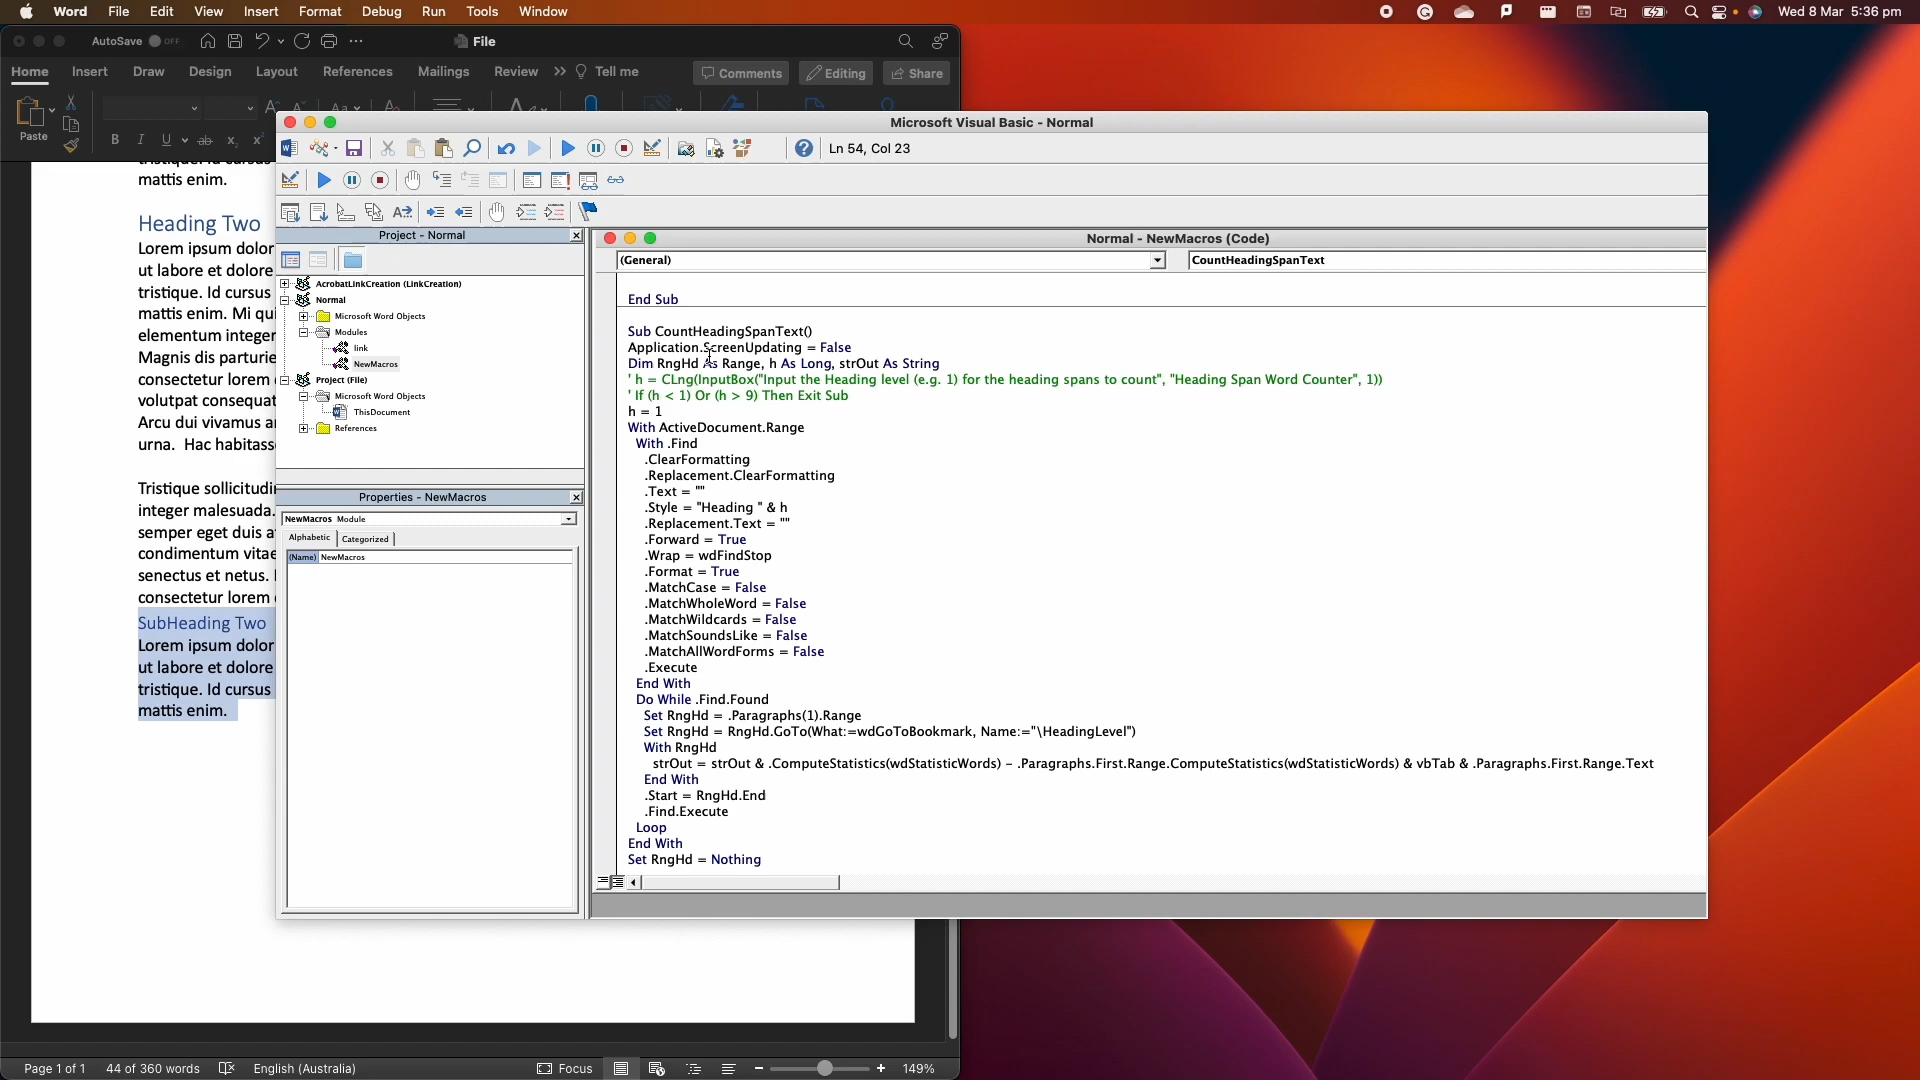 Word File Edit View Insert Format Debug Run Tools Window Wed 8 Mar 5:36 pm
AutoSave OFF File
Home Insert Draw Design Layout References Mailings Review Tell me Comments Editing Share
Paste
mattis enim.
Heading Two
Lorem ipsum dolor
ut labore et dolore
tristique. Id cursus
mattis enim. Mi qui
elementum integer
Magnis dis parturie
consectetur lorem
volutpat consequat
Arcu dui vivamus a
urna. Hac habitass
Tristique sollicitudi
integer malesuada.
semper eget duis a
condimentum vitae
senectus et netus.
consectetur lorem
SubHeading Two
Lorem ipsum dolor
ut labore et dolore
tristique. Id cursus
mattis enim.
Microsoft Visual Basic - Normal
Ln 54, Col 23
Project - Normal
AcrobatLinkCreation (LinkCreation)
Normal
Microsoft Word Objects
Modules
link
NewMacros
Project (File)
Microsoft Word Objects
ThisDocument
References
Properties - NewMacros
NewMacros Module
Alphabetic Categorized
(Name) NewMacros
Normal - NewMacros (Code)
(General) CountHeadingSpanText
End Sub
Sub CountHeadingSpanText()
Application.ScreenUpdating = False
Dim RngHd As Range, h As Long, strOut As String
' h = CLng(InputBox("Input the Heading level (e.g. 1) for the heading spans to count", "Heading Span Word Counter", 1))
' If (h < 1) Or (h > 9) Then Exit Sub
h = 1
With ActiveDocument.Range
With .Find
.ClearFormatting
.Replacement.ClearFormatting
.Text = ""
.Style = "Heading " & h
.Replacement.Text = ""
.Forward = True
.Wrap = wdFindStop
.Format = True
.MatchCase = False
.MatchWholeWord = False
.MatchWildcards = False
.MatchSoundsLike = False
.MatchAllWordForms = False
.Execute
End With
Do While .Find.Found
Set RngHd = .Paragraphs(1).Range
Set RngHd = RngHd.GoTo(What:=wdGoToBookmark, Name:="\HeadingLevel")
With RngHd
strOut = strOut & .ComputeStatistics(wdStatisticWords) - .Paragraphs.First.Range.ComputeStatistics(wdStatisticWords) & vbTab & .Paragraphs.First.Range.Text
End With
.Start = RngHd.End
.Find.Execute
Loop
End With
Set RngHd = Nothing
Page 1 of 1 44 of 360 words English (Australia) Focus 149%